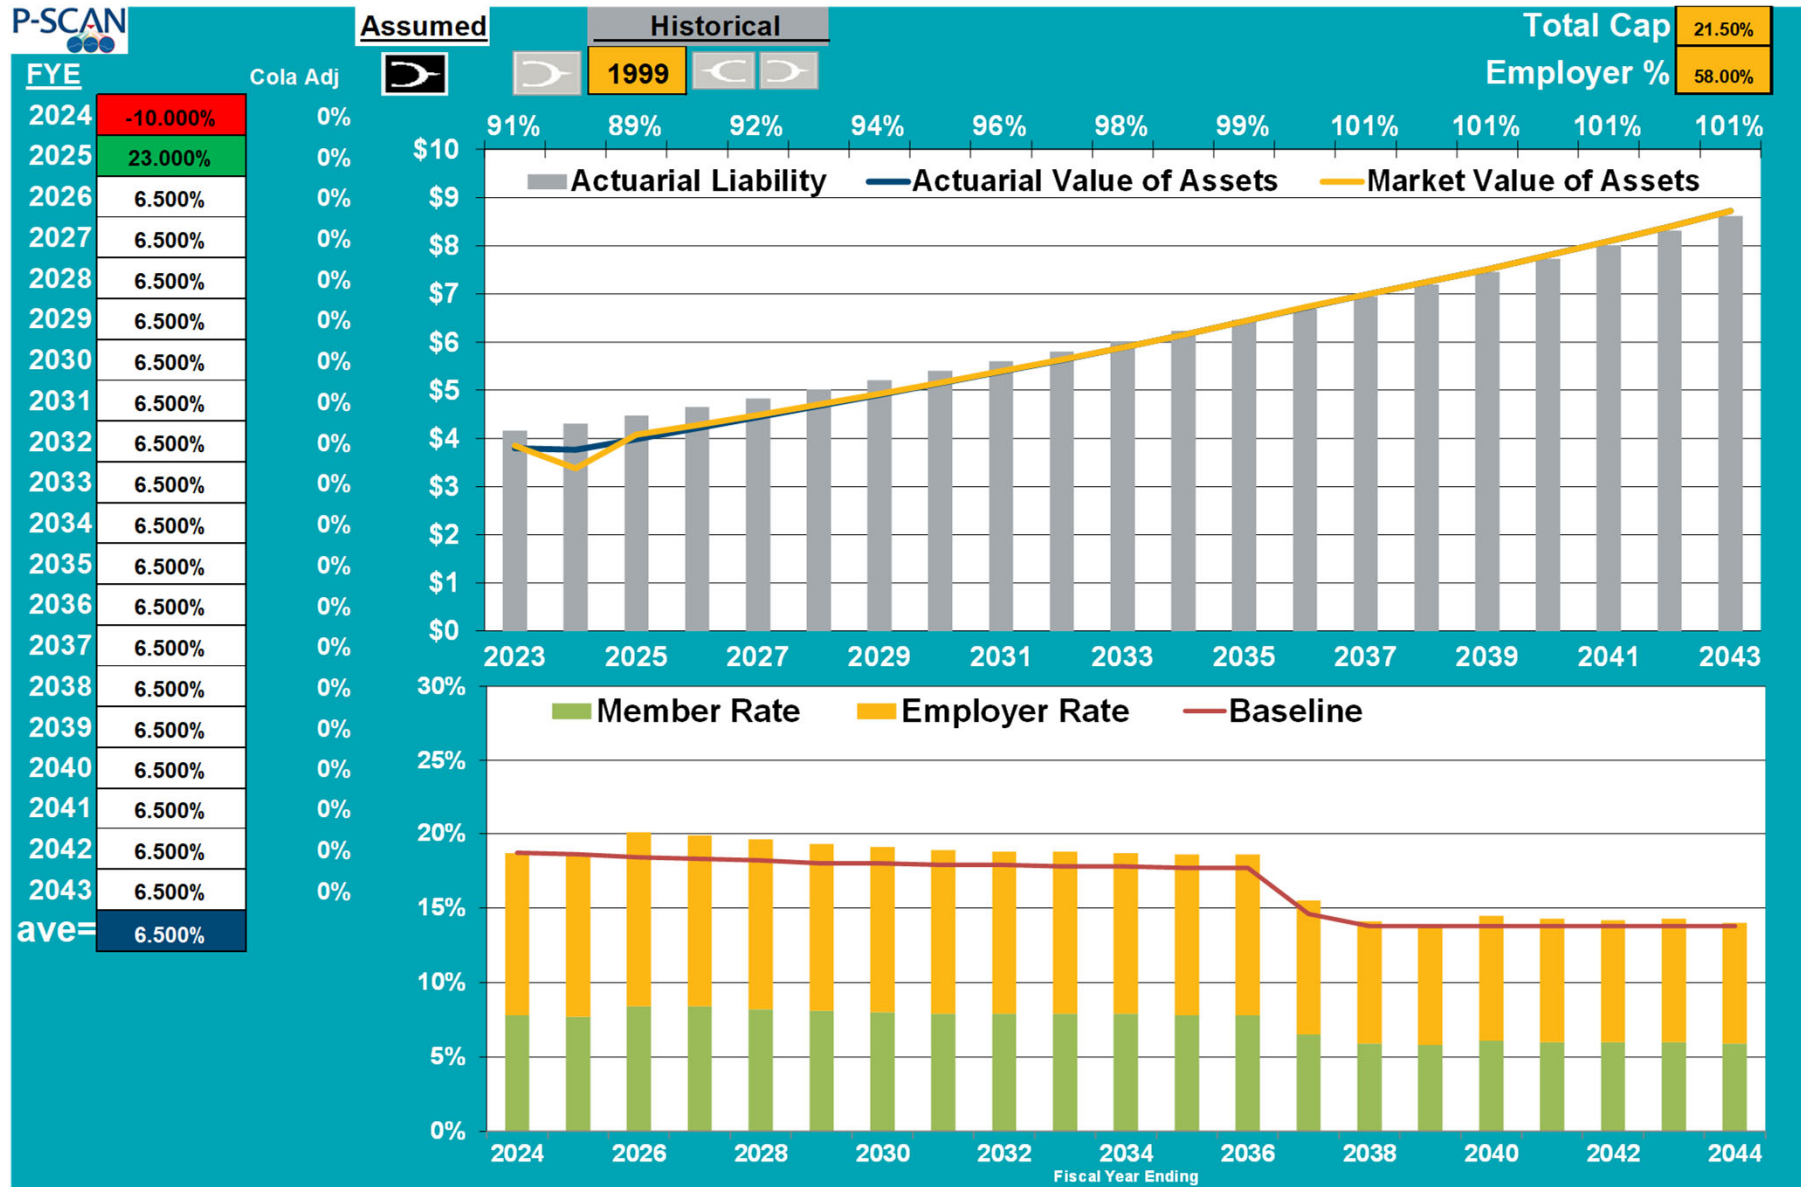 P-SCAN
Assumed
Historical
Total Cap 21.50%
FYE
Cola Adj
1999
Employer % 58.00%
2024 -10.000% 0%
2025 23.000% 0%
2026 6.500% 0%
2027 6.500% 0%
2028 6.500% 0%
2029 6.500% 0%
2030 6.500% 0%
2031 6.500% 0%
2032 6.500% 0%
2033 6.500% 0%
2034 6.500% 0%
2035 6.500% 0%
2036 6.500% 0%
2037 6.500% 0%
2038 6.500% 0%
2039 6.500% 0%
2040 6.500% 0%
2041 6.500% 0%
2042 6.500% 0%
2043 6.500% 0%
ave= 6.500%
91% 89% 92% 94% 96% 98% 99% 101% 101% 101% 101%
Actuarial Liability Actuarial Value of Assets Market Value of Assets
$10
$9
$8
$7
$6
$5
$4
$3
$2
$1
$0
2023 2025 2027 2029 2031 2033 2035 2037 2039 2041 2043
Member Rate Employer Rate Baseline
30%
25%
20%
15%
10%
5%
0%
2024 2026 2028 2030 2032 2034 2036 2038 2040 2042 2044
Fiscal Year Ending